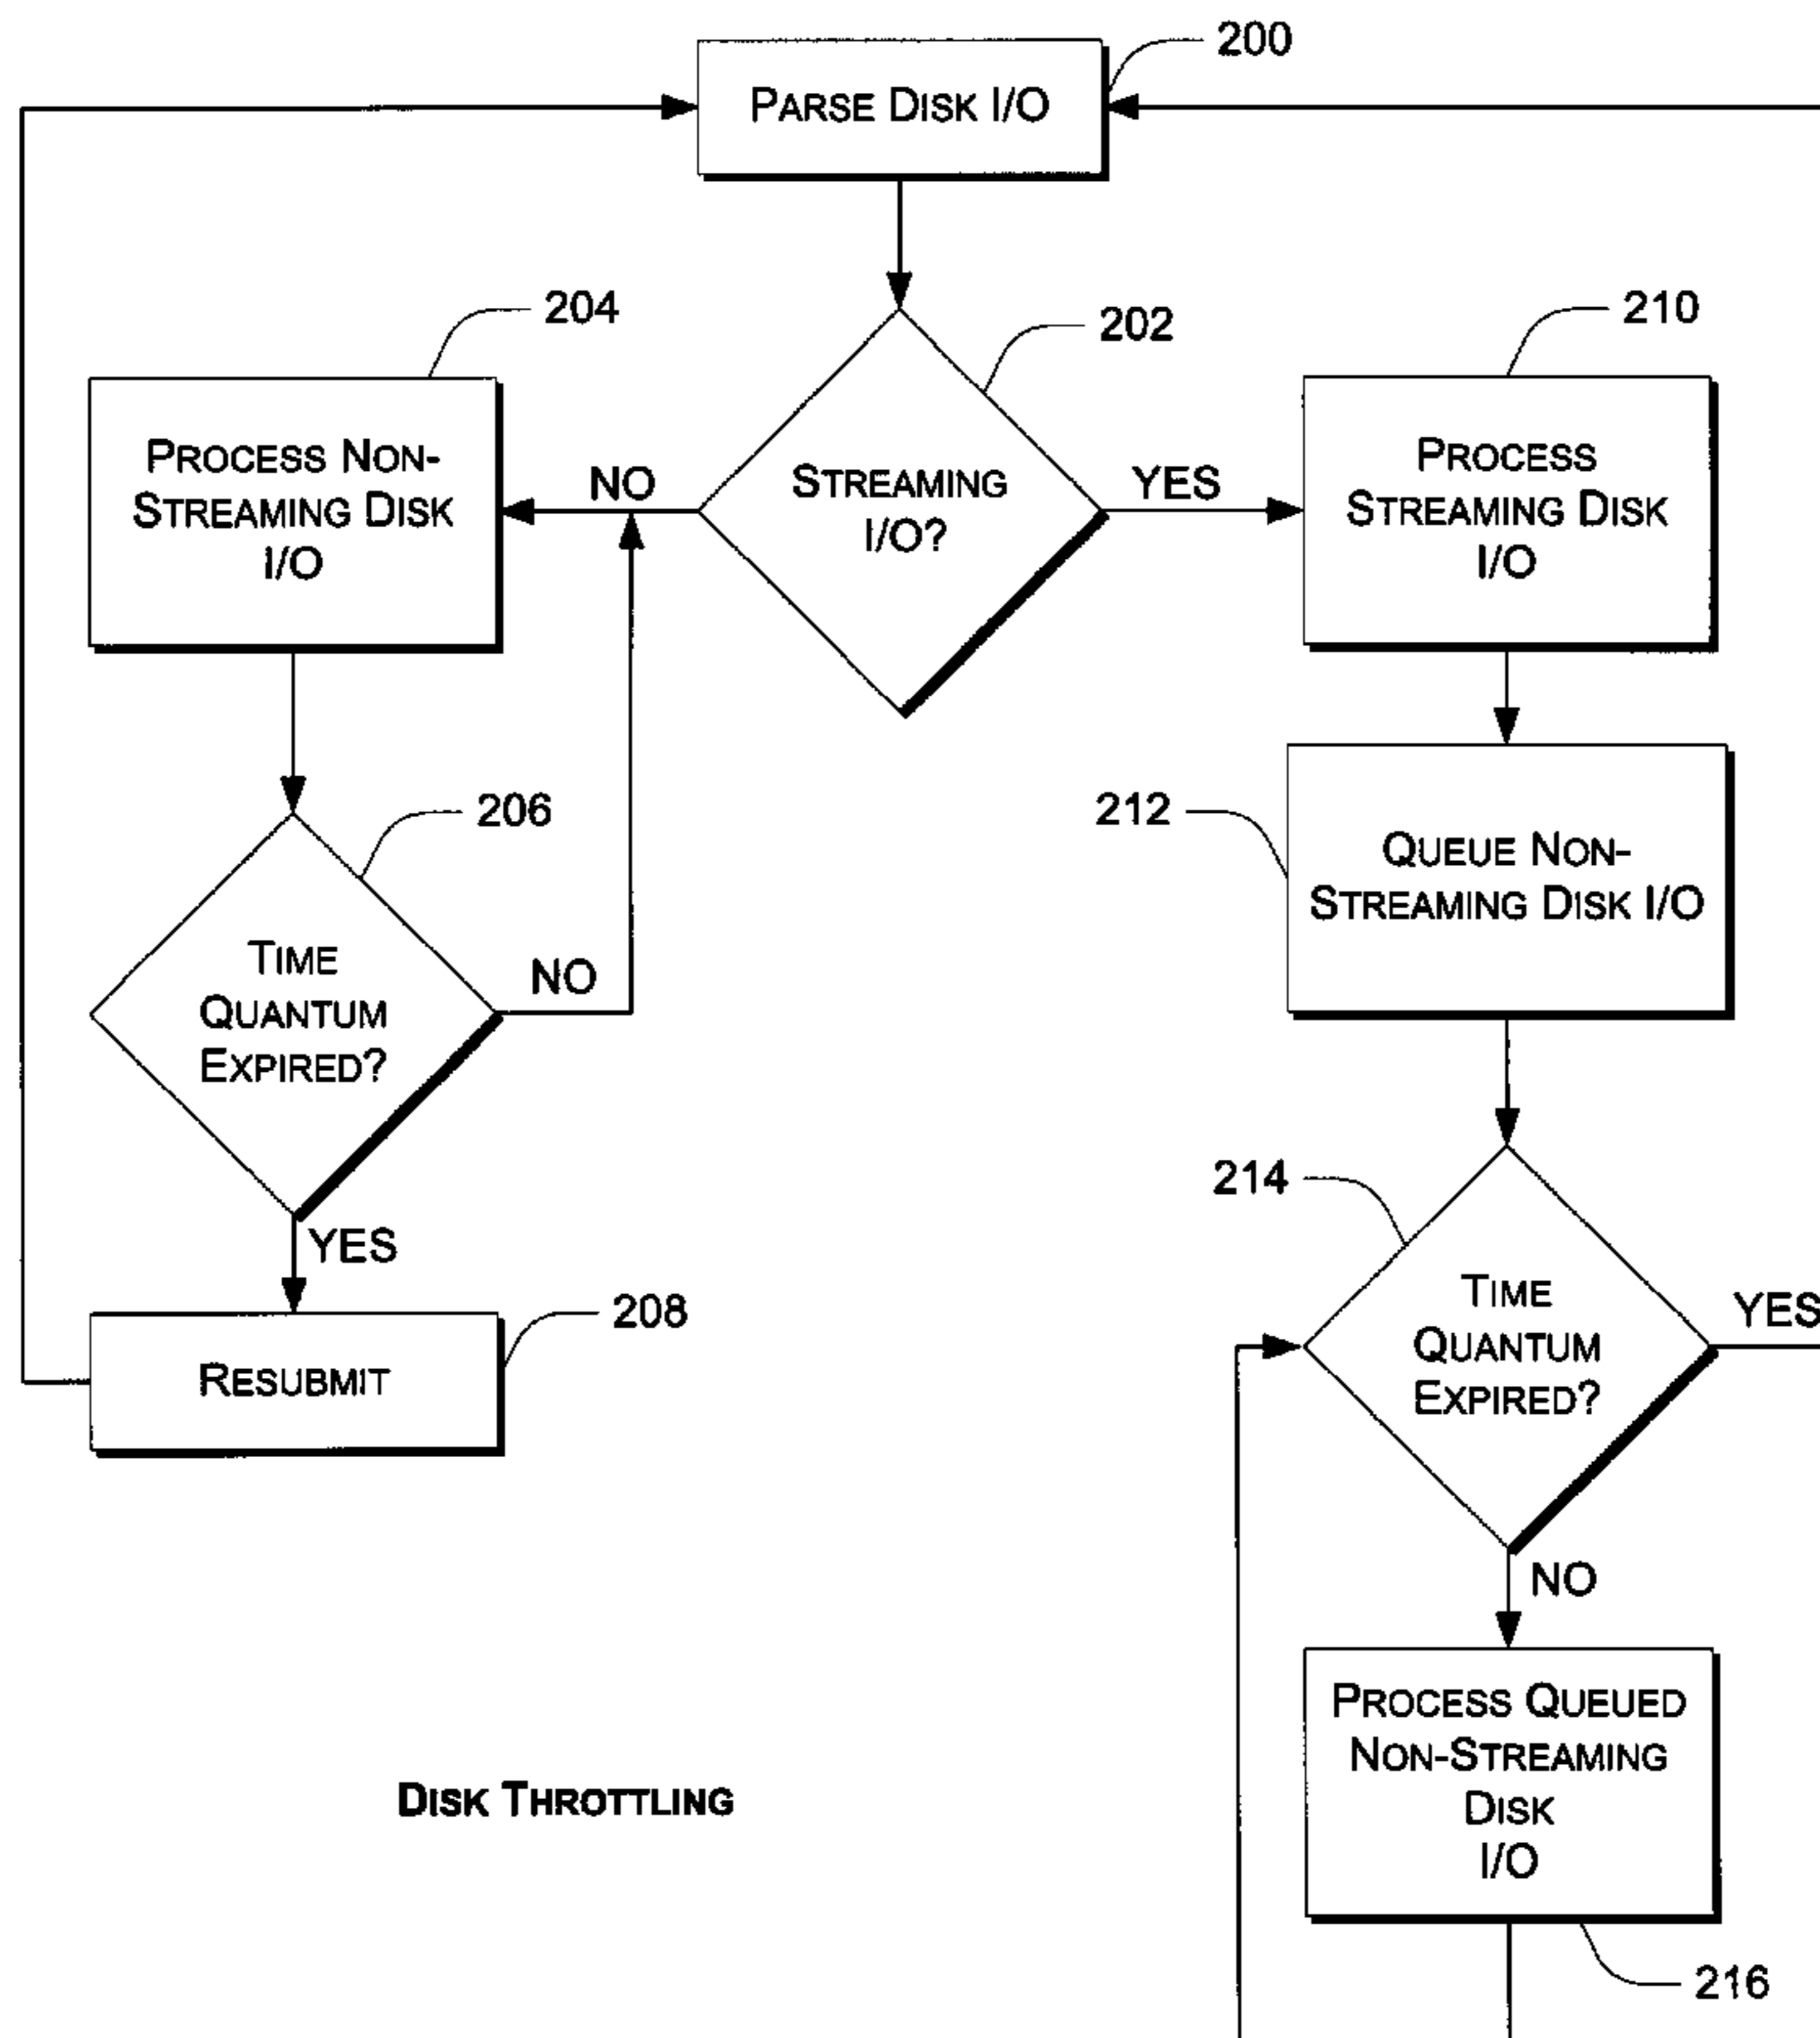 200
PARSE DISK I/O
204
202
210
PROCESS NON-
STREAMING DISK
I/O
NO
STREAMING
I/O?
YES
PROCESS
STREAMING DISK
I/O
206
212
QUEUE NON-
STREAMING DISK I/O
TIME
QUANTUM
EXPIRED?
NO
214
YES
TIME
QUANTUM
EXPIRED?
YES
208
RESUBMIT
NO
PROCESS QUEUED
NON-STREAMING
DISK
I/O
DISK THROTTLING
216